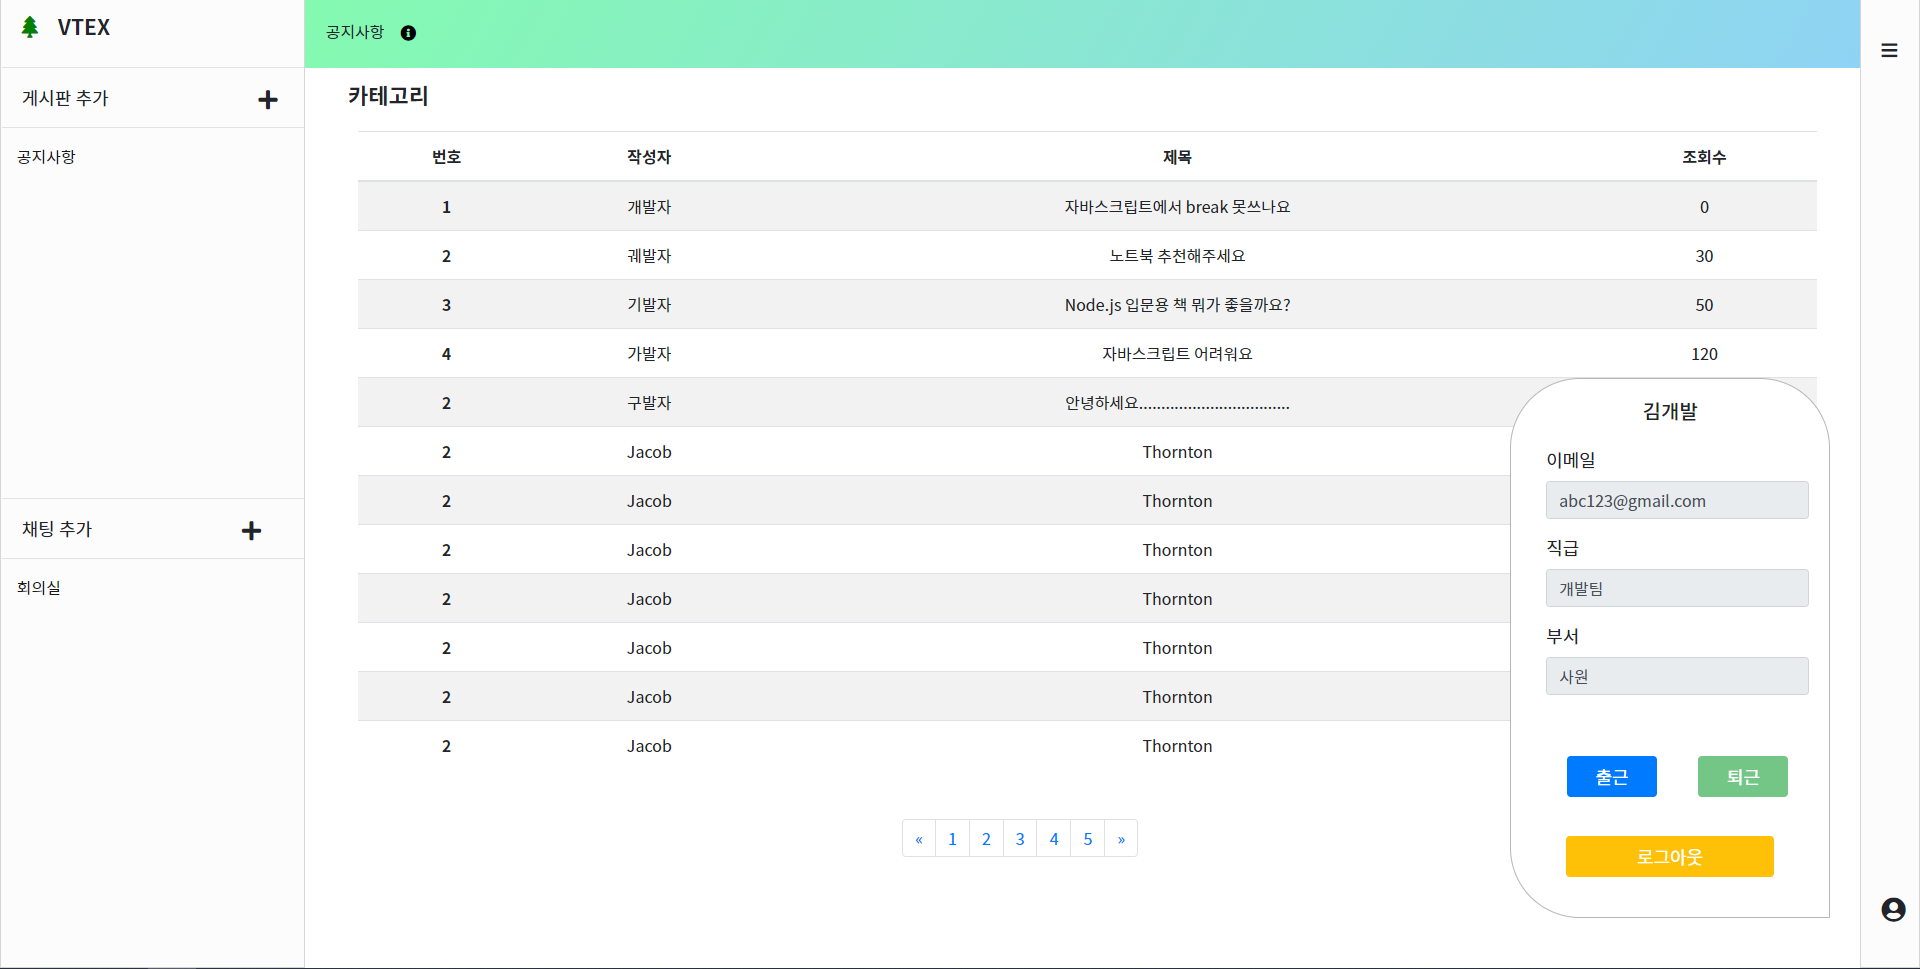 VTEX
게시판 추가
공지사항
채팅 추가
회의실
공지사항
카테고리
번호 작성자 제목 조회수
1 개발자 자바스크립트에서 break 못쓰나요 0
2 궤발자 노트북 추천해주세요 30
3 기발자 Node.js 입문용 책 뭐가 좋을까요? 50
4 가발자 자바스크립트 어려워요 120
2 구발자 안녕하세요..................................
2 Jacob Thornton
2 Jacob Thornton
2 Jacob Thornton
2 Jacob Thornton
2 Jacob Thornton
2 Jacob Thornton
2 Jacob Thornton
« 1 2 3 4 5 »
김개발
이메일
abc123@gmail.com
직급
개발팀
부서
사원
출근 퇴근
로그아웃